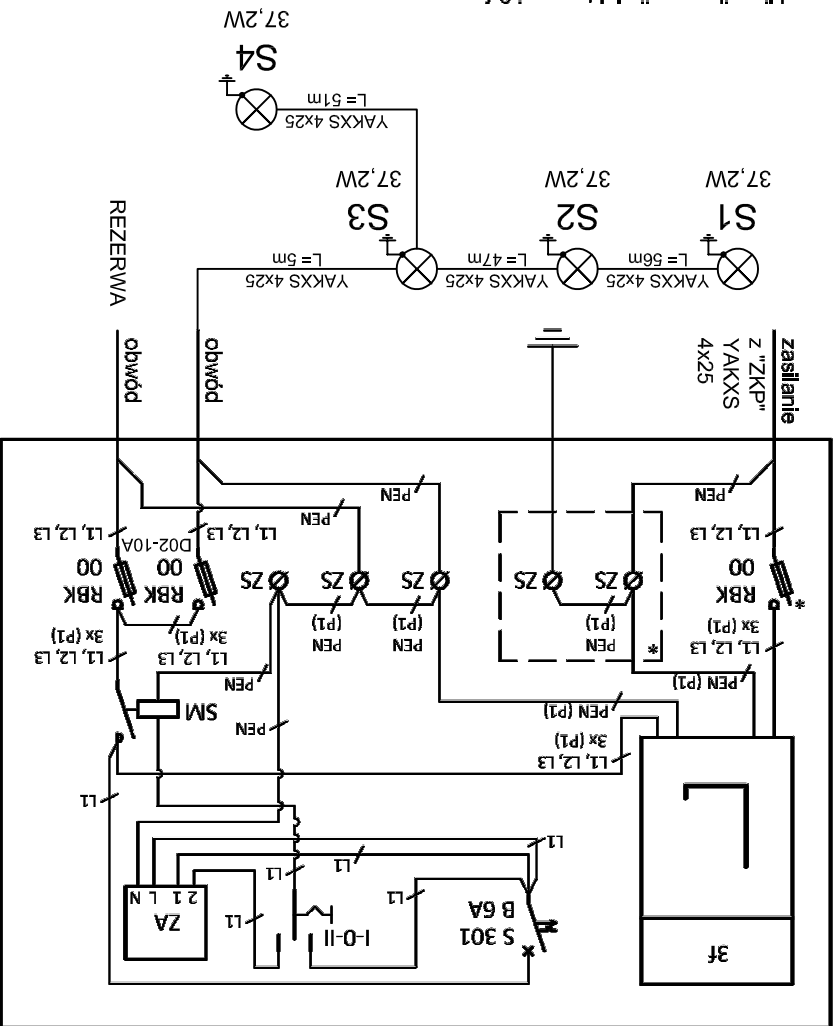 3f
S 301
B 6A
I-0-II
ZA
2 1 L N
L1
L1
L1
L1
L1
L1
L1, L2, L3
3x (P1)
PEN (P1)
PEN
SM
PEN
PEN (P1)
L1, L2, L3
3x (P1)
*
PEN
(P1)
PEN
(P1)
PEN
(P1)
L1, L2, L3
3x (P1)
L1, L2, L3
3x (P1)
*
RBK
00
ZS
ZS
ZS
ZS
ZS
RBK
00
RBK
00
D02-10A
L1, L2, L3
PEN
PEN
PEN
L1, L2, L3
L1, L2, L3
zasilanie
z "ZKP"
YAKXS
4x25
obwód
obwód
REZERWA
YAKXS 4x25
L= 56m
YAKXS 4x25
L= 47m
YAKXS 4x25
L= 5m
S1
37,2W
S2
37,2W
S3
37,2W
YAKXS 4x25
L= 51m
S4
37,2W